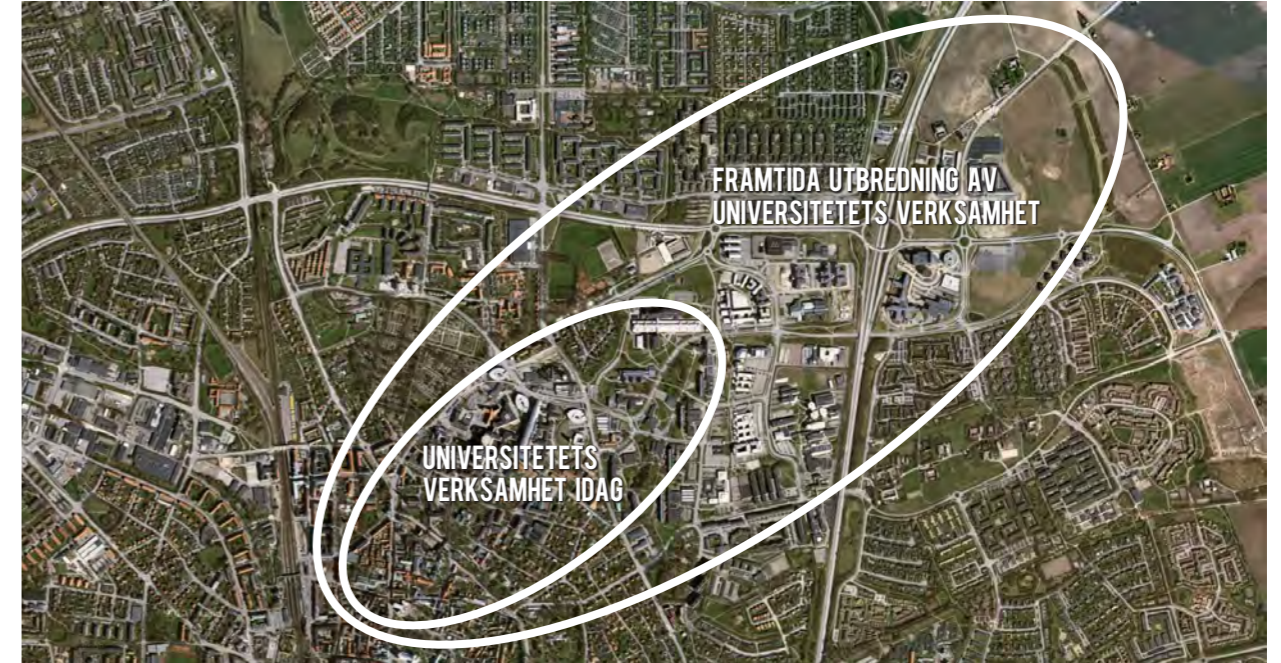 FRAMTIDA UTBREDNING AV
UNIVERSITETETS VERKSAMHET
UNIVERSITETETS
VERKSAMHET IDAG